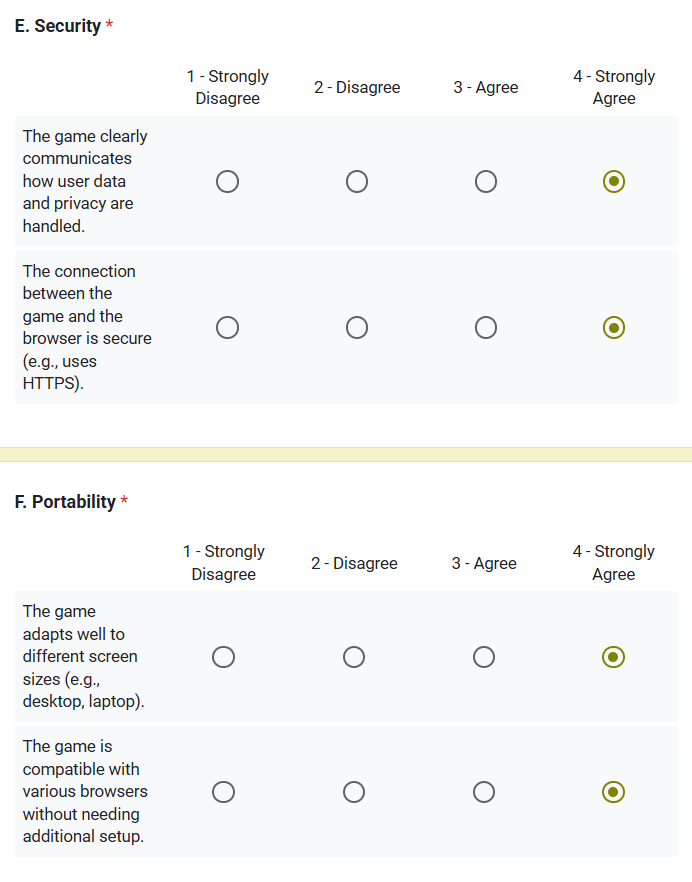 E. Security *
1 - Strongly
Disagree
2 - Disagree
3 - Agree
4 - Strongly
Agree
The game clearly
communicates
how user data
and privacy are
handled.
The connection
between the
game and the
browser is secure
(e.g., uses
HTTPS).
F. Portability *
1 - Strongly
Disagree
2 - Disagree
3 - Agree
4 - Strongly
Agree
The game
adapts well to
different screen
sizes (e.g.,
desktop, laptop).
The game is
compatible with
various browsers
without needing
additional setup.